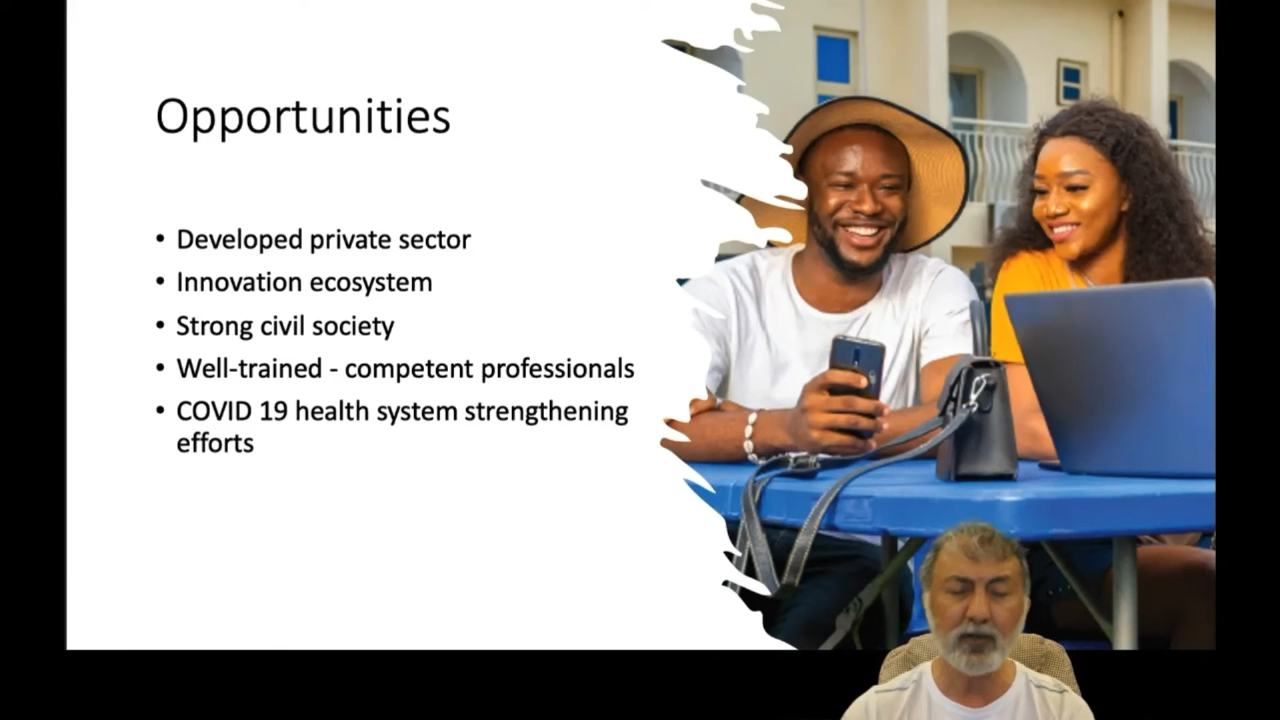 Opportunities
• Developed private sector
• Innovation ecosystem
• Strong civil society
• Well-trained - competent professionals
• COVID 19 health system strengthening
efforts